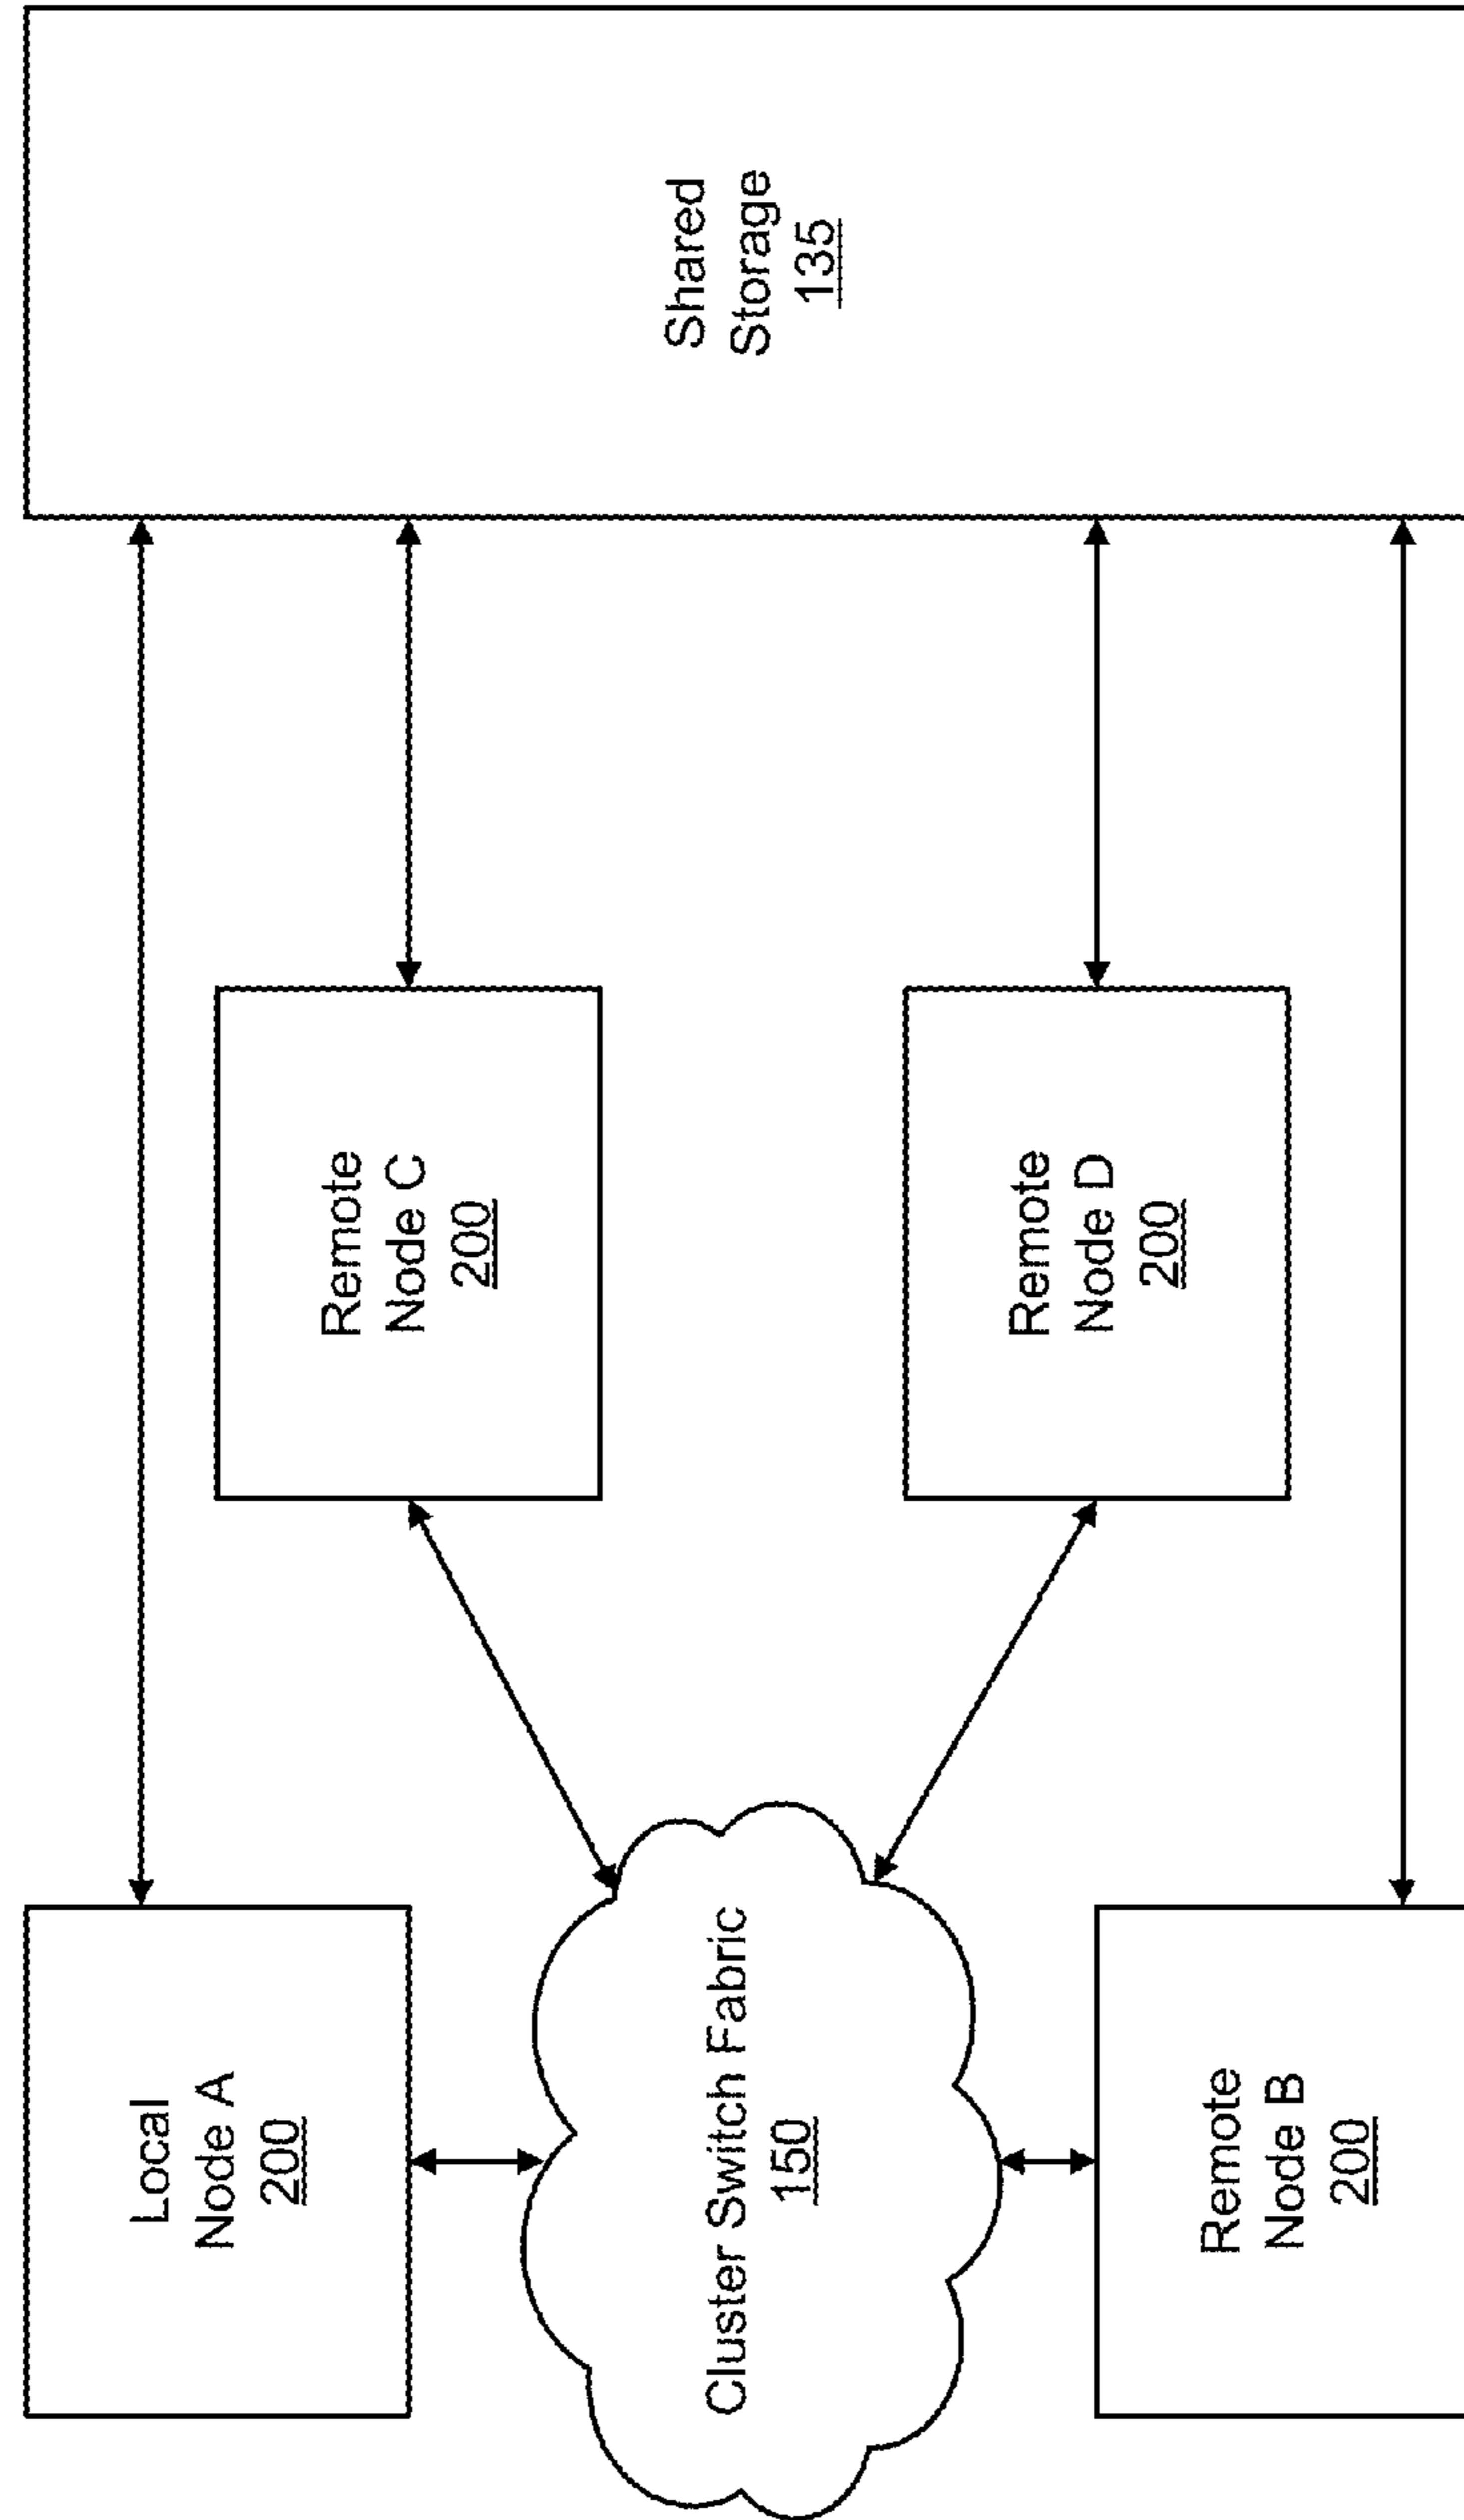 Local
Node A
200
Remote
Node C
200
Shared
Storage
135
Cluster Switch Fabric
150
Remote
Node D
200
Remote
Node B
200